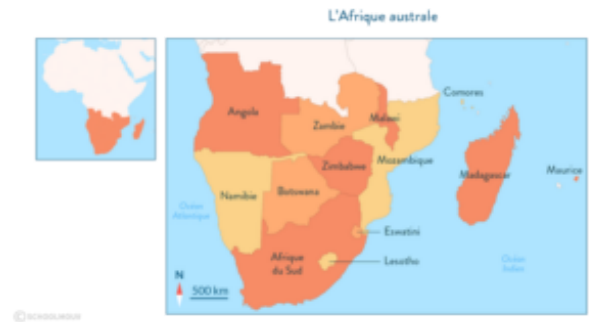 L'Afrique australe
Comores
Angola
Malawi
Zambie
Mozambique
Zimbabwe
Madagascar
Maurice
Namibie
Botswana
Océan
Atlantique
Eswatini
Lesotho
Afrique
du Sud
Océan
Indien
N
500 km